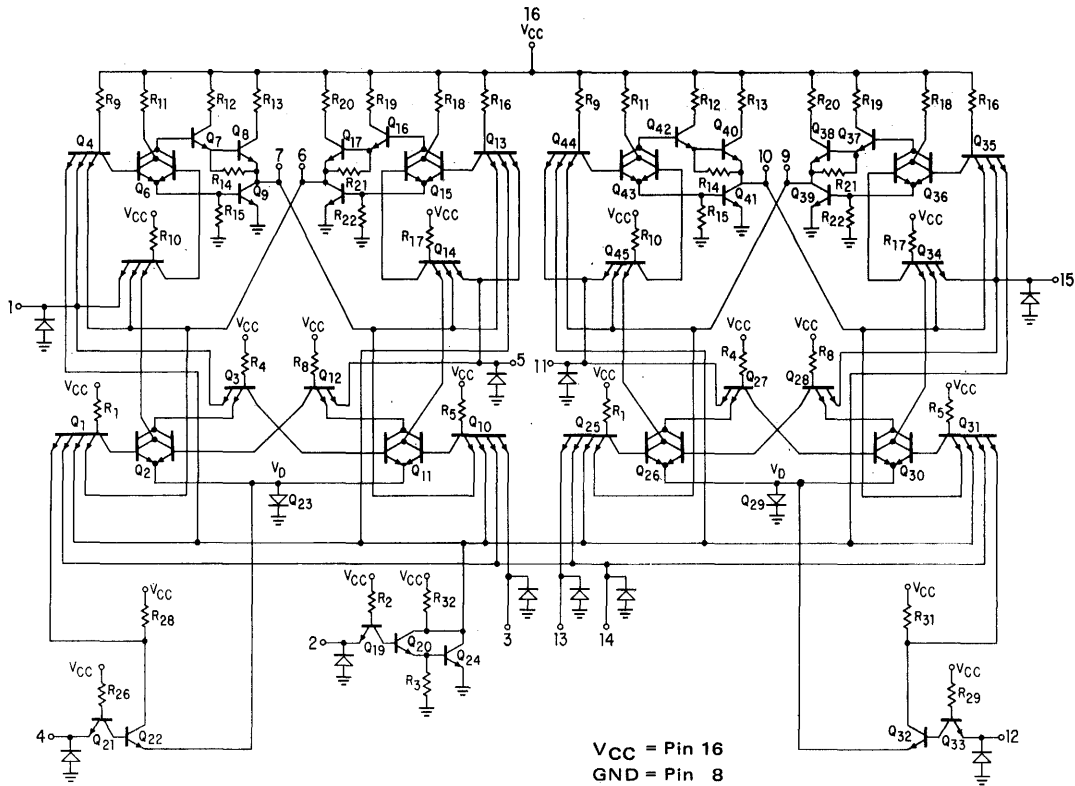 16
VCC
R9 R11 R12 R13 R20 R19 R18 R16 R9 R11 R12 R13 R20 R19 R18 R16
Q4 Q7 Q8 Q17 Q16 Q13 Q44 Q42 Q40 Q38 Q37 Q35
7 6 10 9
Q6 R14 Q9 R21 Q15 Q43 R14 Q41 Q39 R21 Q36
R15 R22 R15 R22
VCC VCC VCC VCC
R10 R17 Q14 Q45 R10 R17 Q34
1 15
VCC VCC VCC VCC
R4 R8 5 11 R4 R8
Q3 Q12 Q27 Q28
VCC VCC VCC VCC
R1 R5 R1 R5
Q1 Q10 Q25 Q31
Q2 VD Q11 Q26 VD Q30
Q23 Q29
VCC VCC VCC VCC
R28 R2 R32 R31
2 3 13 14
Q19 Q20 Q24
R3
VCC VCC
R26 R29
4 Q21 Q22 Q32 Q33 12
VCC = Pin 16
GND = Pin 8